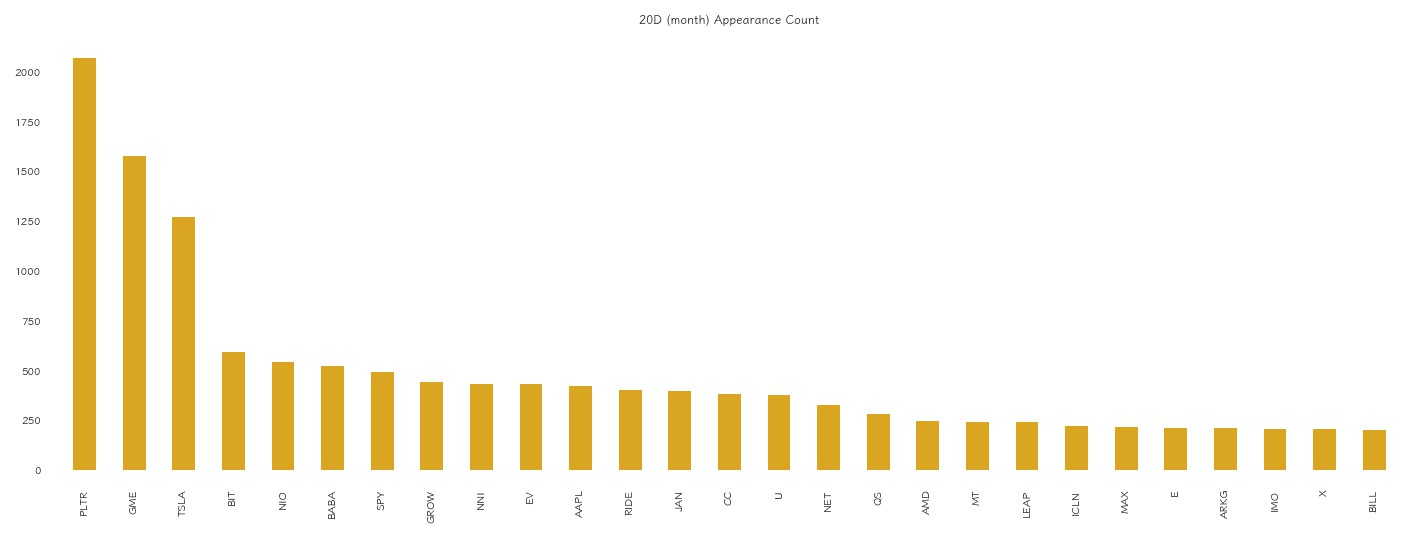 20D (month) Appearance Count
2000
1750
1500
1250
1000
750
500
250
0
PLTR
GME
TSLA
BIT
NIO
BABA
SPY
GROW
NNI
EV
AAPL
RIDE
JAN
CC
U
NET
QS
AMD
MT
LEAP
ICLN
MAX
E
ARKG
IMO
X
BILL